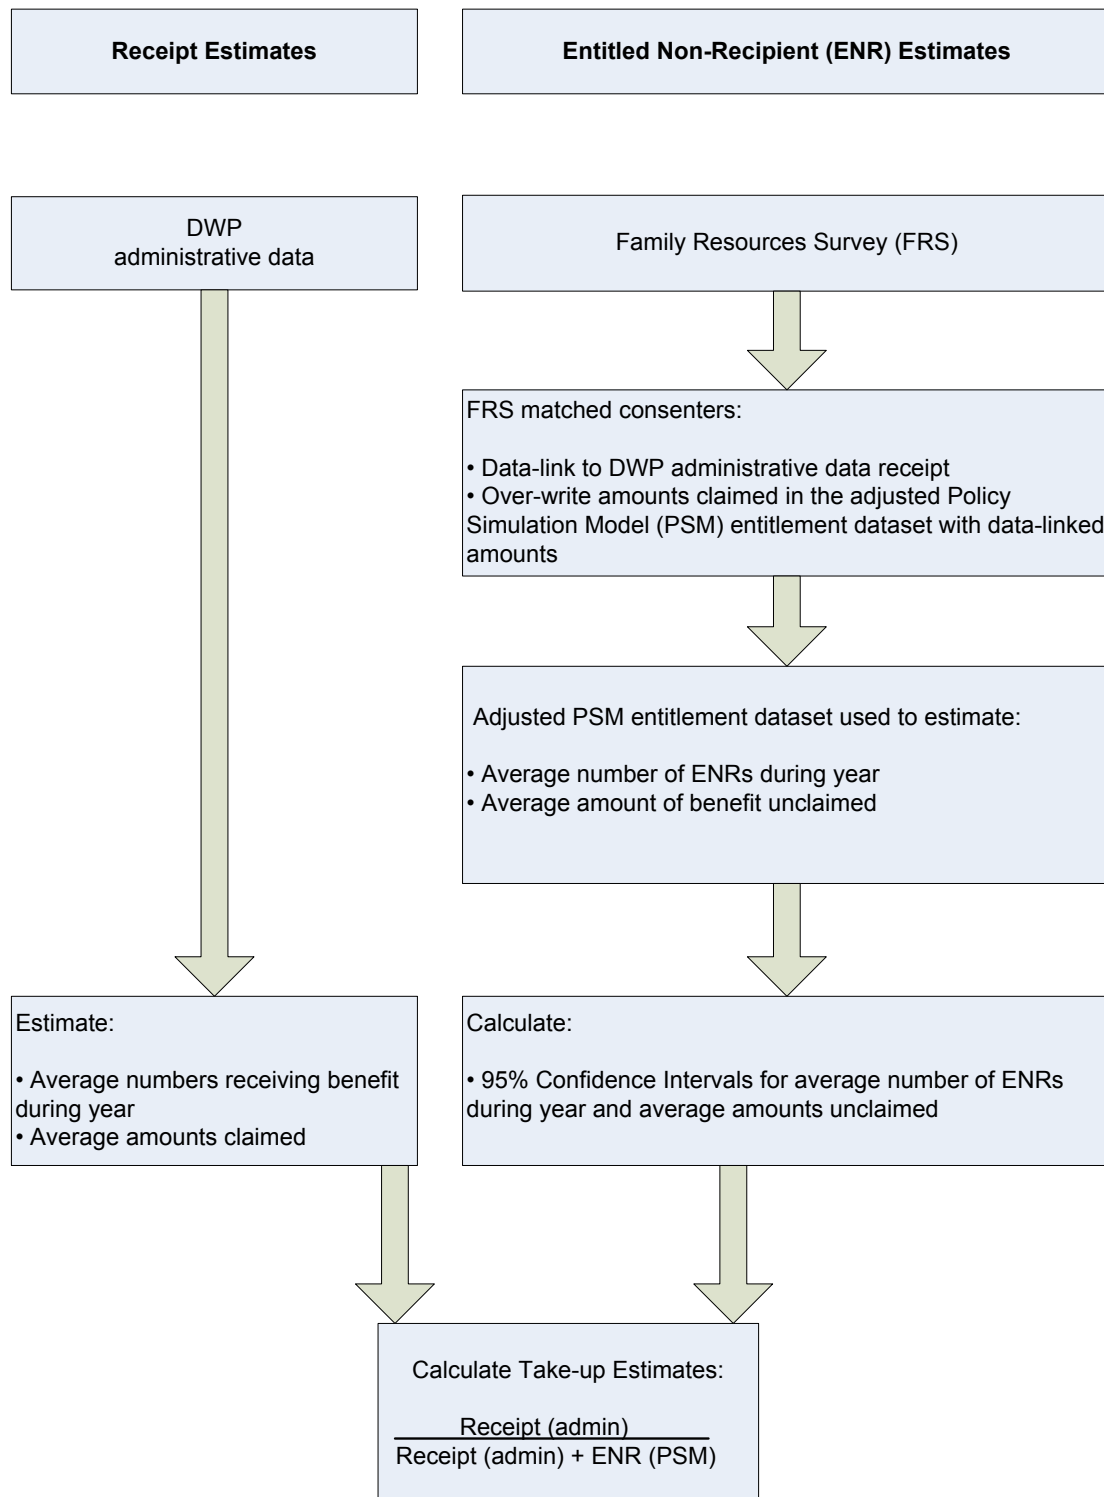 Receipt Estimates
Entitled Non-Recipient (ENR) Estimates
DWP
administrative data
Family Resources Survey (FRS)
FRS matched consenters:
• Data-link to DWP administrative data receipt
• Over-write amounts claimed in the adjusted Policy
Simulation Model (PSM) entitlement dataset with data-linked
amounts
Adjusted PSM entitlement dataset used to estimate:
• Average number of ENRs during year
• Average amount of benefit unclaimed
Estimate:
• Average numbers receiving benefit
during year
• Average amounts claimed
Calculate:
• 95% Confidence Intervals for average number of ENRs
during year and average amounts unclaimed
Calculate Take-up Estimates:
Receipt (admin)
Receipt (admin) + ENR (PSM)